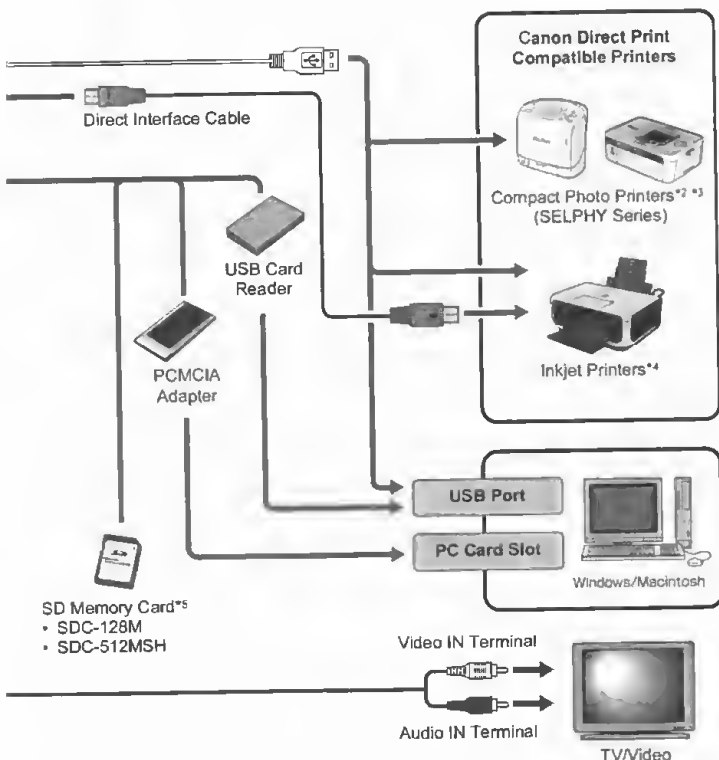 Canon Direct Print
Compatible Printers
Direct Interface Cable
Compact Photo Printers*2 *3
(SELPHY Series)
USB Card
Reader
PCMCIA
Adapter
Inkjet Printers*4
USB Port
PC Card Slot
Windows/Macintosh
SD Memory Card*5
• SDC-128M
• SDC-512MSH
Video IN Terminal
Audio IN Terminal
TV/Video